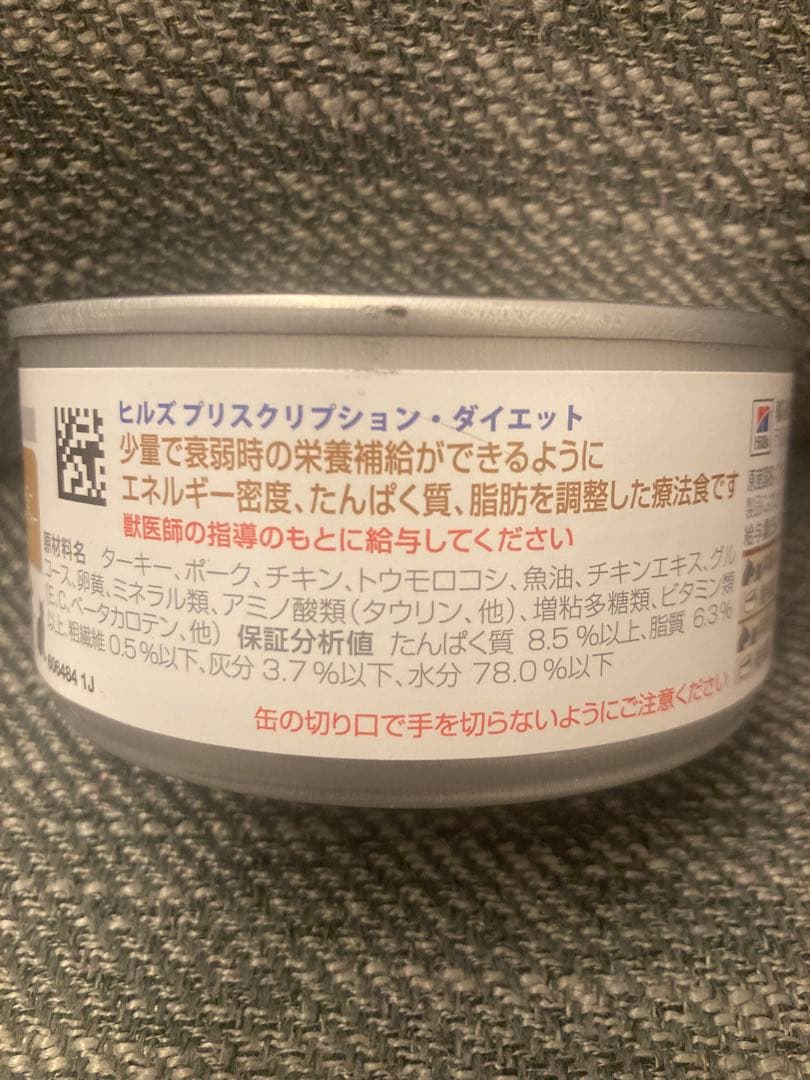 ヒルズ プリスクリプション・ダイエット
少量で衰弱時の栄養補給ができるように
エネルギー密度、たんぱく質、脂肪を調整した療法食です
獣医師の指導のもとに給与してください
原材料名 ターキー、ポーク、チキン、トウモロコシ、魚油、チキンエキス、グル
コース、卵黄、ミネラル類、アミノ酸類(タウリン、他)、増粘多糖類、ビタミン類
(E,C,ベータカロテン、他) 保証分析値 たんぱく質 8.5%以上、脂質 6.3%
以上、粗繊維 0.5%以下、灰分 3.7%以下、水分 78.0%以下
606484 1J
缶の切り口で手を切らないようにご注意ください
Hill's
原産国
製品
給与